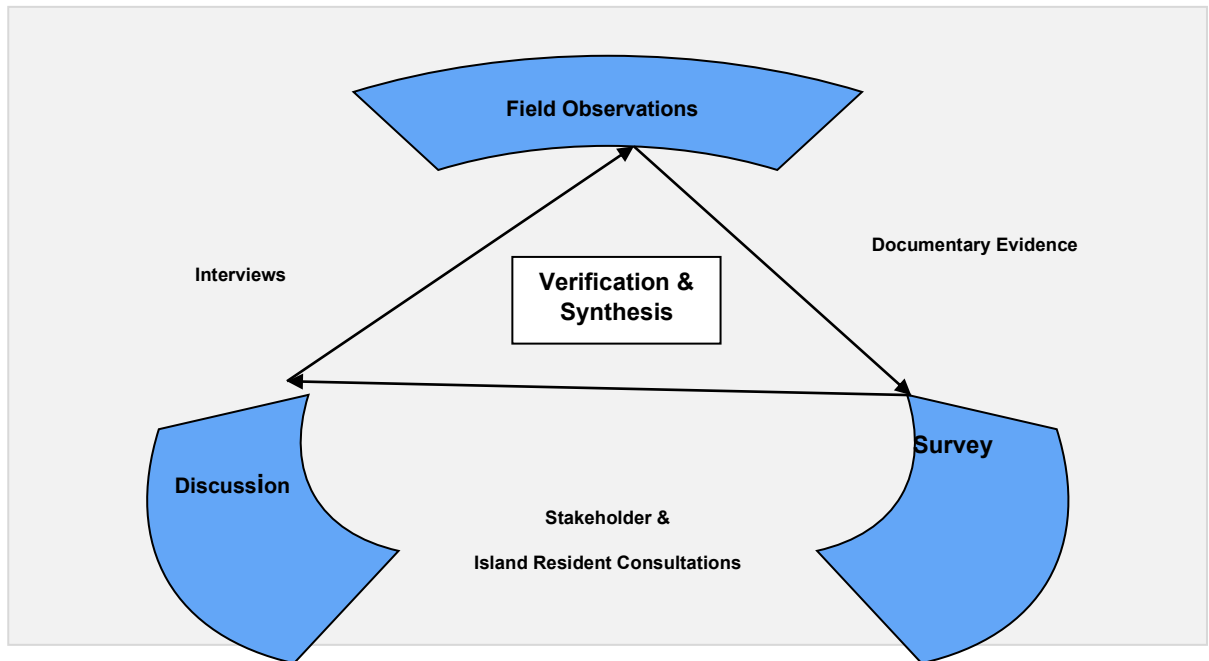 Field Observations
Documentary Evidence
Interviews
Verification &
Synthesis
Survey
Discussion
Stakeholder &
Island Resident Consultations